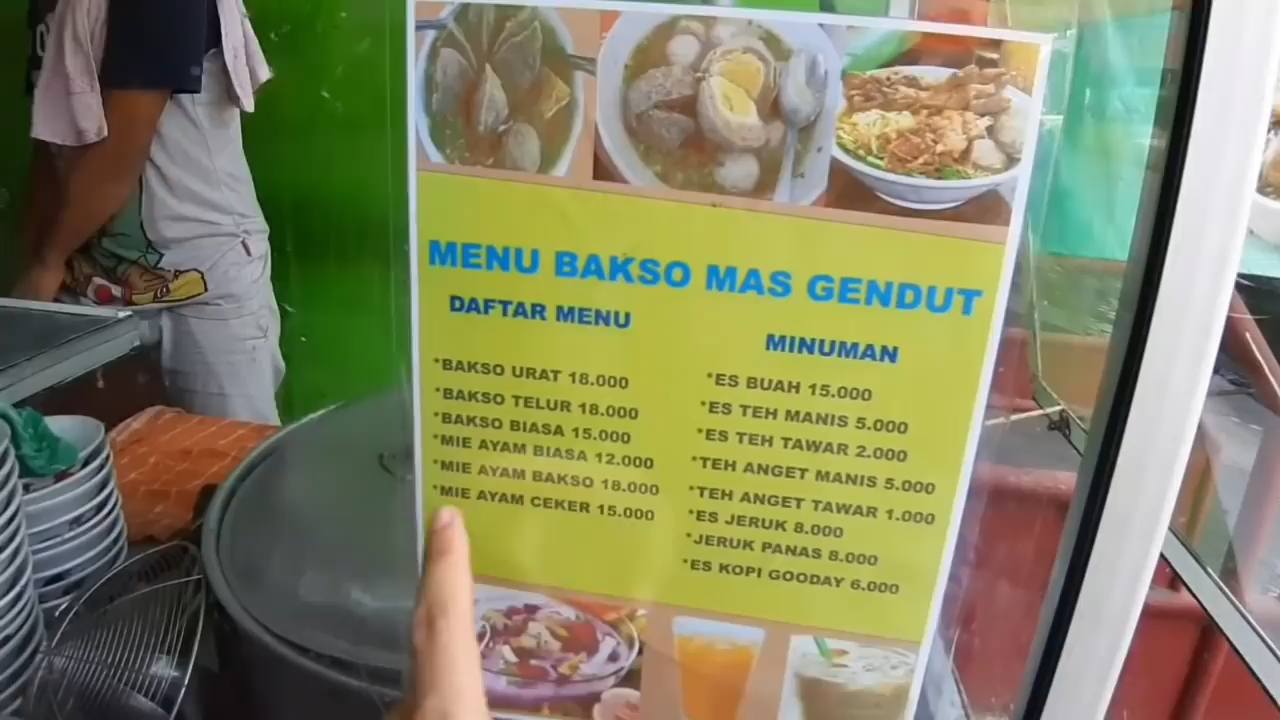 MENU BAKSO MAS GENDUT
DAFTAR MENU
*BAKSO URAT 18.000
*BAKSO TELUR 18.000
*BAKSO BIASA 15.000
*MIE AYAM BIASA 12.000
*MIE AYAM BAKSO 18.000
*MIE AYAM CEKER 15.000
MINUMAN
*ES BUAH 15.000
*ES TEH MANIS 5.000
*ES TEH TAWAR 2.000
*TEH ANGET MANIS 5.000
*TEH ANGET TAWAR 1.000
*ES JERUK 8.000
*JERUK PANAS 8.000
*ES KOPI GOODAY 6.000